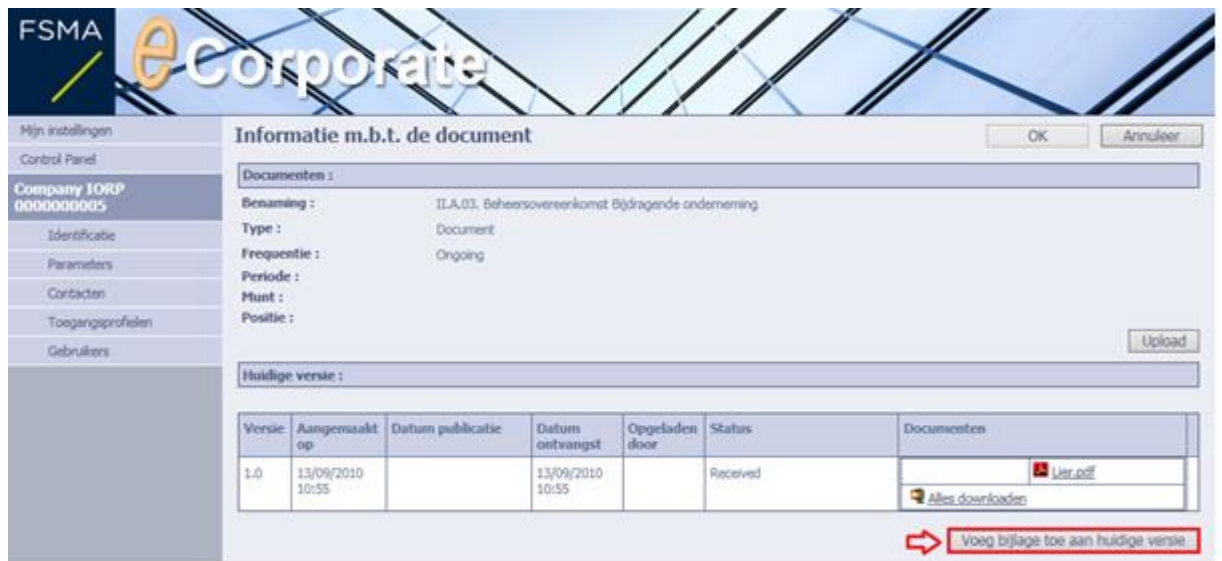 FSMA
eCorporate
Mijn instellingen
Control Panel
Company IORP
0000000005
Identificatie
Parameters
Contacten
Toegangsprofielen
Gebruikers
Informatie m.b.t. de document
OK
Annuleer
Documenten :
Benaming : II.A.03. Beheersovereenkomst Bijdragende onderneming
Type : Document
Frequentie : Ongoing
Periode :
Munt :
Positie :
Upload
Huidige versie :
Versie Aangemaakt op Datum publicatie Datum ontvangst Opgeladen door Status Documenten
1.0 13/09/2010 10:55 13/09/2010 10:55 Received Lier.pdf
Alles downloaden
Voeg bijlage toe aan huidige versie